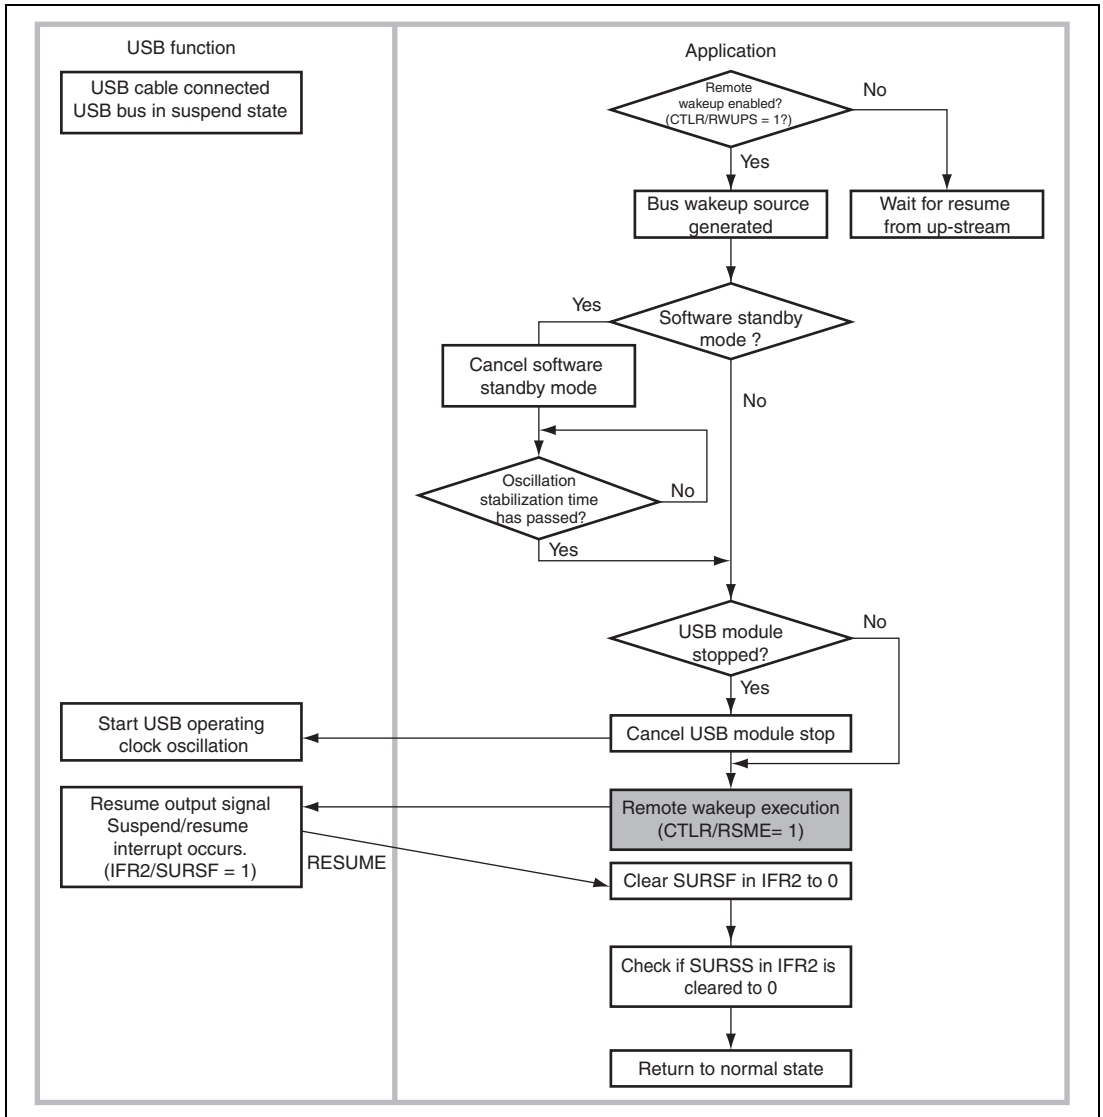 USB function
USB cable connected
USB bus in suspend state
Application
Remote
wakeup enabled?
(CTLR/RWUPS = 1?)
No
Yes
Bus wakeup source
generated
Wait for resume
from up-stream
Yes
Software standby
mode ?
Cancel software
standby mode
No
Oscillation
stabilization time
has passed?
No
Yes
USB module
stopped?
No
Yes
Start USB operating
clock oscillation
Cancel USB module stop
Resume output signal
Suspend/resume
interrupt occurs.
(IFR2/SURSF = 1)
Remote wakeup execution
(CTLR/RSME= 1)
RESUME
Clear SURSF in IFR2 to 0
Check if SURSS in IFR2 is
cleared to 0
Return to normal state